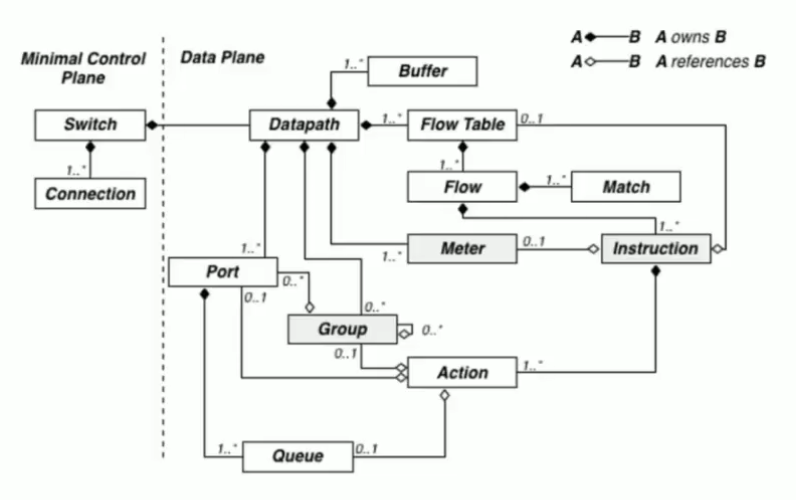 A B A owns B
A B A references B
Minimal Control
Plane
Data Plane
1..* Buffer
Switch Datapath 1..* Flow Table 0..1
1..* 1..*
Connection Flow 1..* Match
1..*
1..* Meter 0..1 Instruction
1..*
Port 0..*
0..1 0..*
Group 0..*
0..1
Action 1..*
1..* Queue 0..1